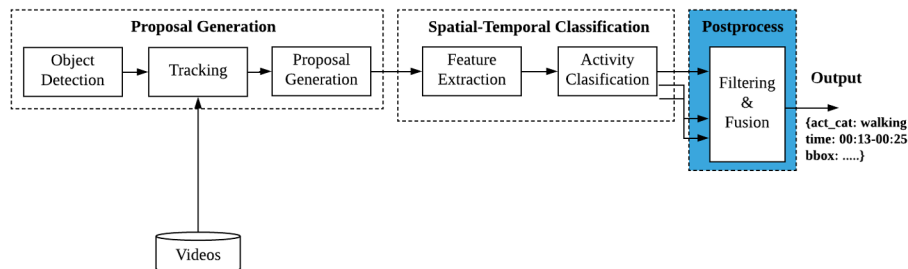 Proposal Generation
Spatial-Temporal Classification
Postprocess
Object
Detection
Tracking
Proposal
Generation
Feature
Extraction
Activity
Clasification
Filtering
&
Fusion
Output
{act_cat: walking
time: 00:13-00:25
bbox: .....}
Videos